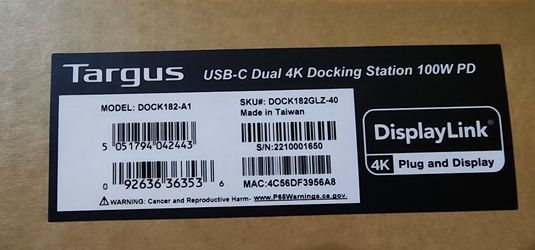 Targus USB-C Dual 4K Docking Station 100W PD
MODEL: DOCK182-A1
5 051794 042443
0 92636 36353 6
SKU#: DOCK182GLZ-40
Made in Taiwan
S/N:2210001650
MAC:4C56DF3956A8
⚠WARNING: Cancer and Reproductive Harm- www.P65Warnings.ca.gov.
DisplayLink
4K Plug and Display